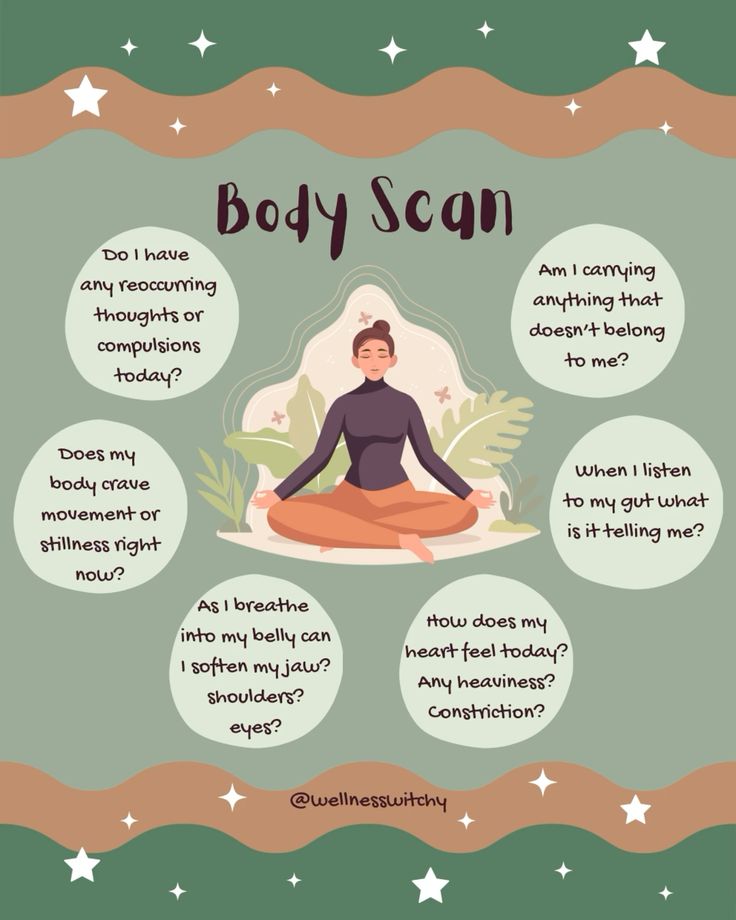 Body Scan
Do I have
any reoccurring
thoughts or
compulsions
today?
Am I carrying
anything that
doesn't belong
to me?
Does my
body crave
movement or
stillness right
now?
When I listen
to my gut what
is it telling me?
As I breathe
into my belly can
I soften my jaw?
shoulders?
eyes?
How does my
heart feel today?
Any heaviness?
Constriction?
@wellnesswitchy